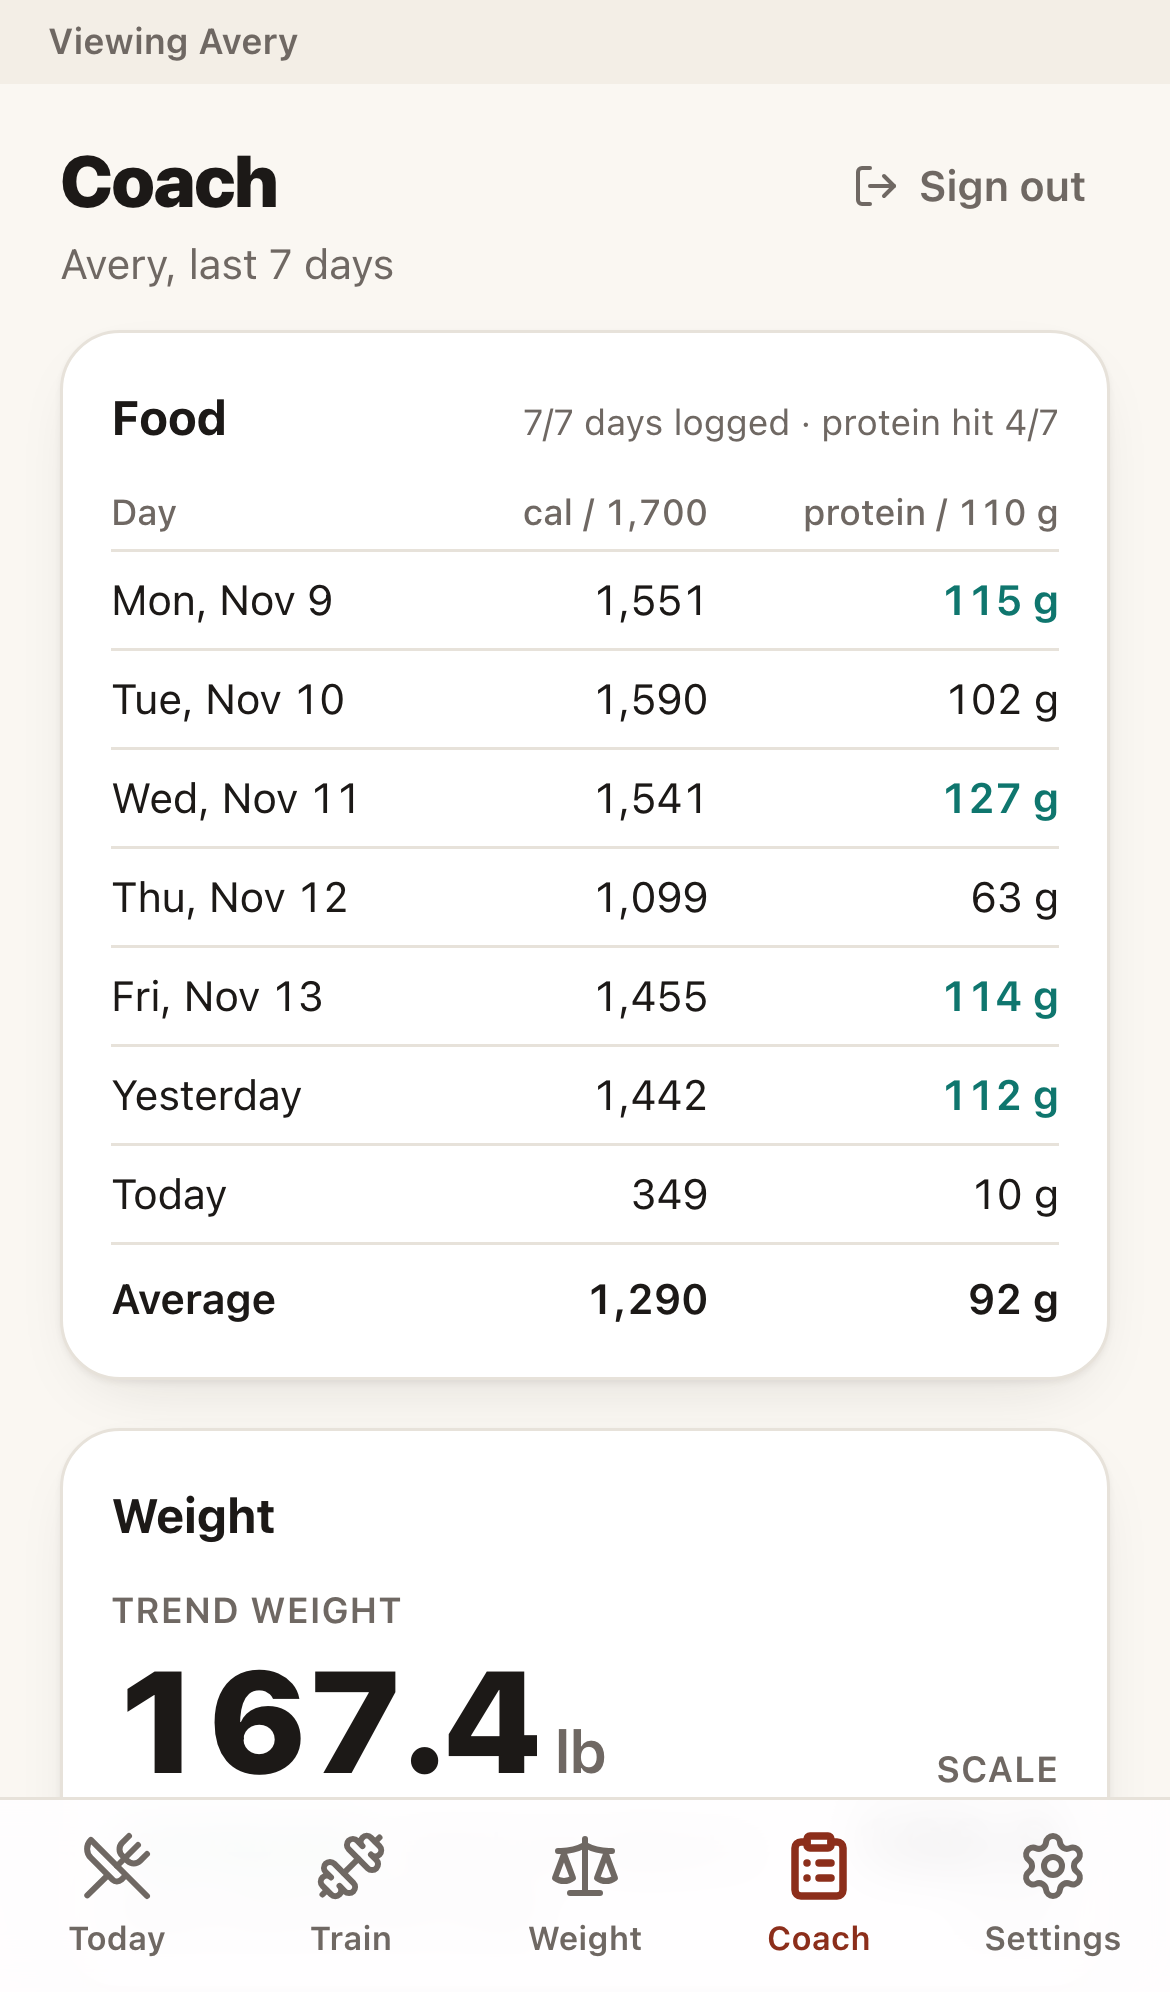 Viewing Avery
Coach
Sign out
Avery, last 7 days
Food
7/7 days logged · protein hit 4/7
Day cal / 1,700 protein / 110 g
Mon, Nov 9 1,551 115 g
Tue, Nov 10 1,590 102 g
Wed, Nov 11 1,541 127 g
Thu, Nov 12 1,099 63 g
Fri, Nov 13 1,455 114 g
Yesterday 1,442 112 g
Today 349 10 g
Average 1,290 92 g
Weight
TREND WEIGHT
167.4 lb
SCALE
Today Train Weight Coach Settings